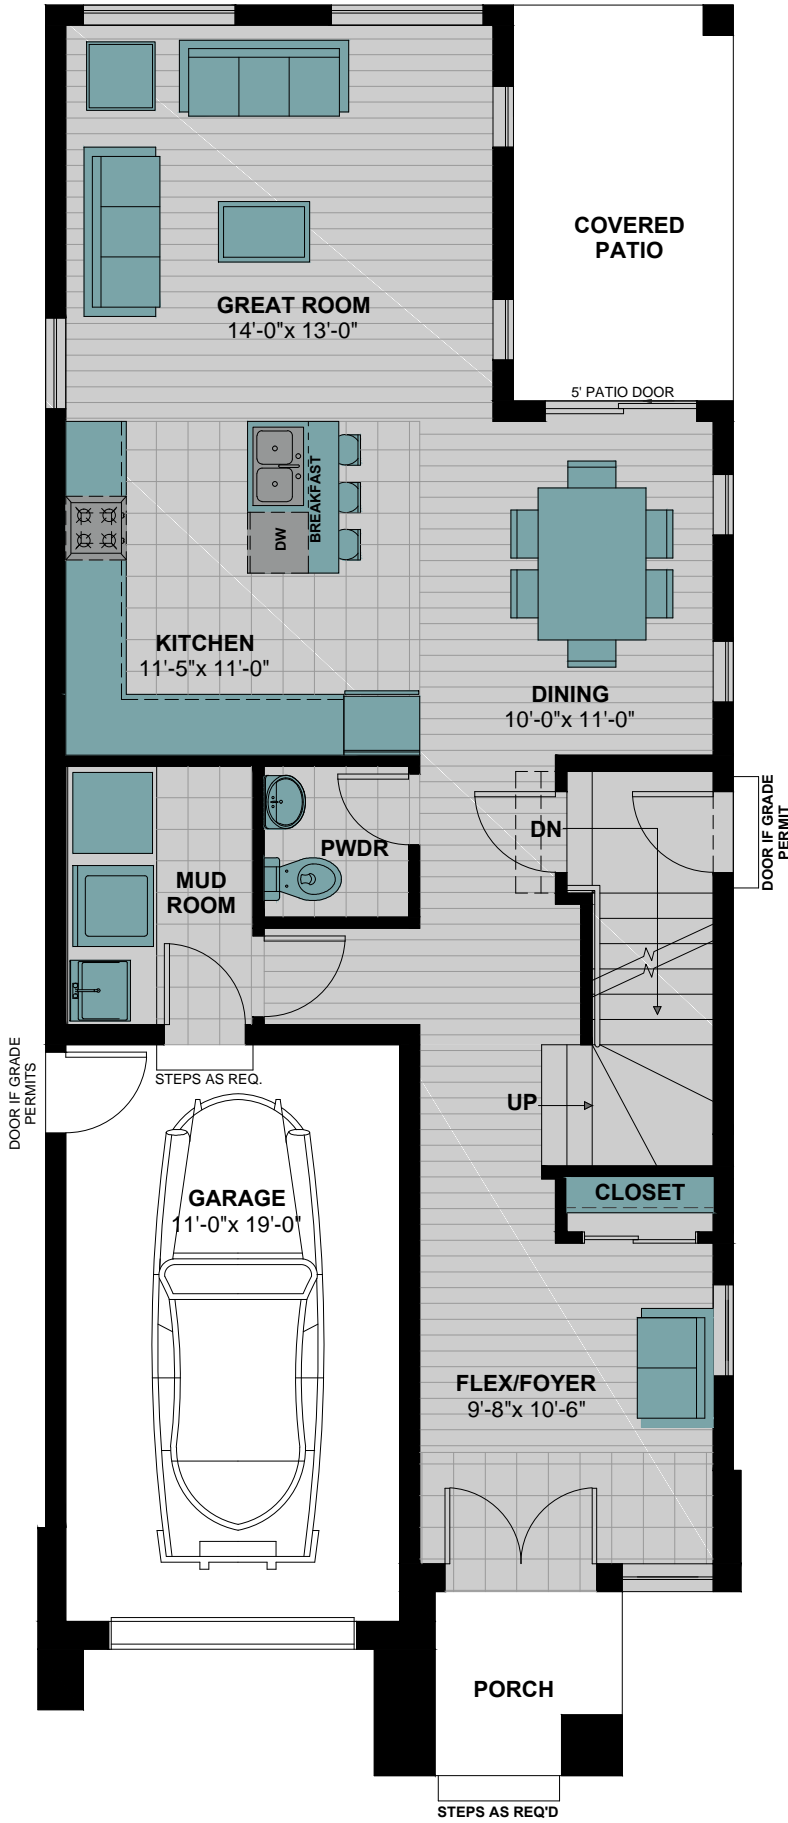 COVERED
PATIO
GREAT ROOM
14'-0"x 13'-0"
5' PATIO DOOR
BREAKFAST
DW
KITCHEN
11'-5"x 11'-0"
DINING
10'-0"x 11'-0"
DOOR IF GRADE
PERMIT
DN
PWDR
MUD
ROOM
DOOR IF GRADE
PERMITS
STEPS AS REQ.
UP
GARAGE
11'-0"x 19'-0"
CLOSET
FLEX/FOYER
9'-8"x 10'-6"
PORCH
STEPS AS REQ'D